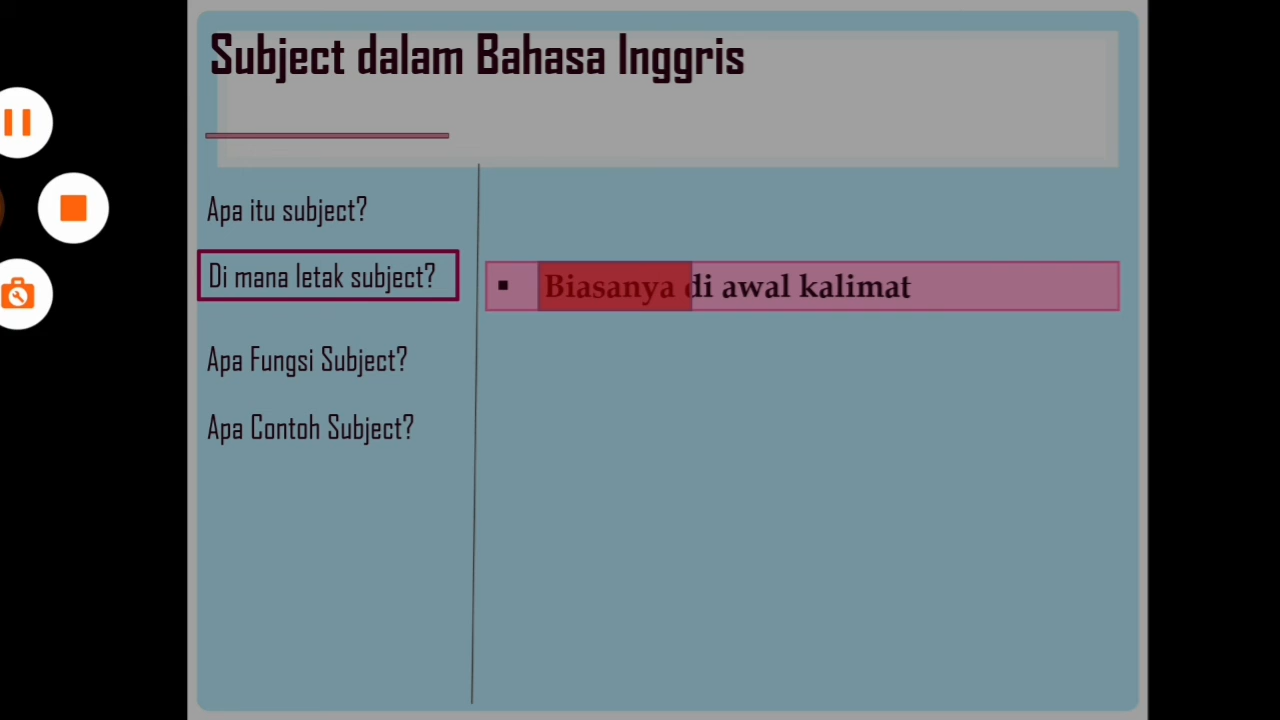 Subject dalam Bahasa Inggris
Apa itu subject?
Di mana letak subject?
▪ Biasanya di awal kalimat
Apa Fungsi Subject?
Apa Contoh Subject?